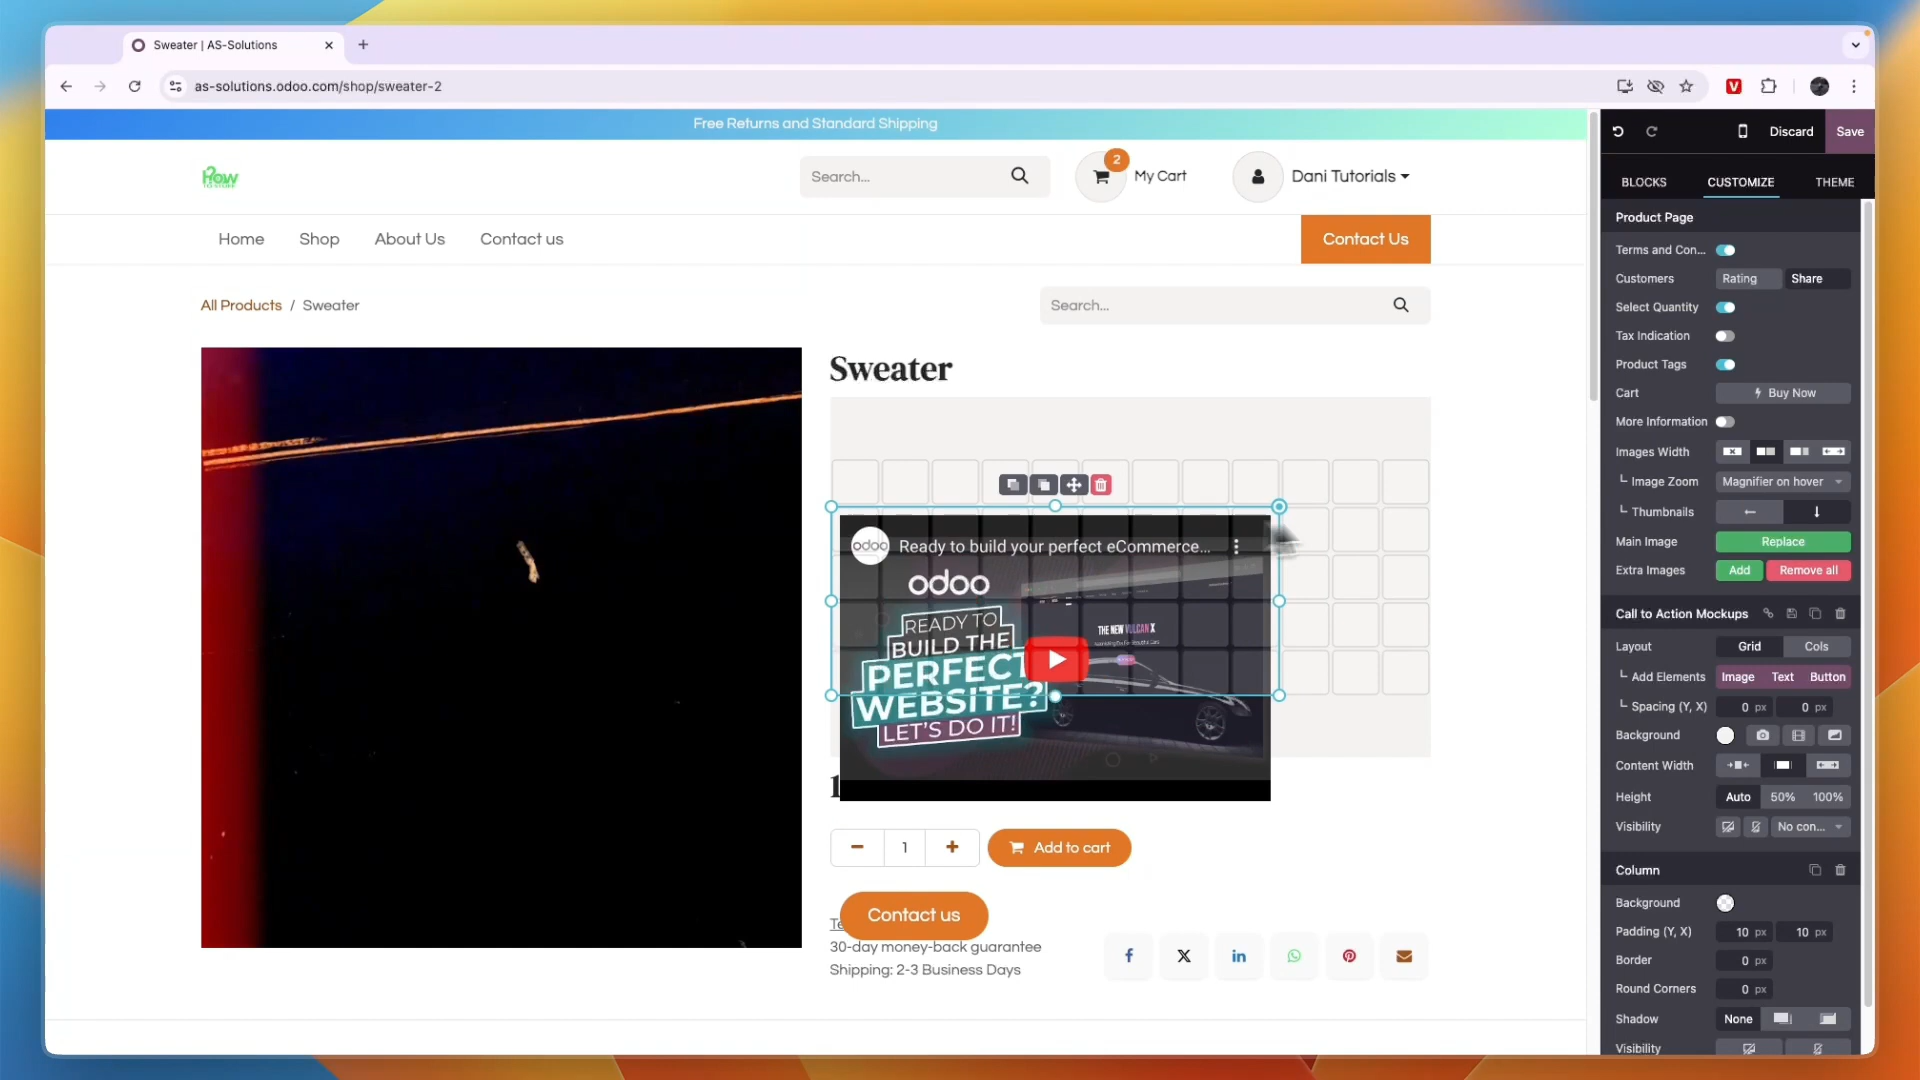 Sweater | AS-Solutions
as-solutions.odoo.com/shop/sweater-2
Free Returns and Standard Shipping
HOW
Search...
2
My Cart
Dani Tutorials
Home
Shop
About Us
Contact us
Contact Us
All Products / Sweater
Search...
Sweater
odoo
Ready to build your perfect eCommerce...
odoo
READY TO
BUILD THE
PERFECT
WEBSITE?
LET'S DO IT!
THE NEW VULCAN X
1
1
Add to cart
Contact us
Te
30-day money-back guarantee
Shipping: 2-3 Business Days
Discard
Save
BLOCKS
CUSTOMIZE
THEME
Product Page
Terms and Con...
Customers
Rating
Share
Select Quantity
Tax Indication
Product Tags
Cart
Buy Now
More Information
Images Width
Image Zoom
Magnifier on hover
Thumbnails
Main Image
Replace
Extra Images
Add
Remove all
Call to Action Mockups
Layout
Grid
Cols
Add Elements
Image
Text
Button
Spacing (Y, X)
0 px
0 px
Background
Content Width
Height
Auto
50%
100%
Visibility
No con...
Column
Background
Padding (Y, X)
10 px
10 px
Border
0 px
Round Corners
0 px
Shadow
None
Visibility